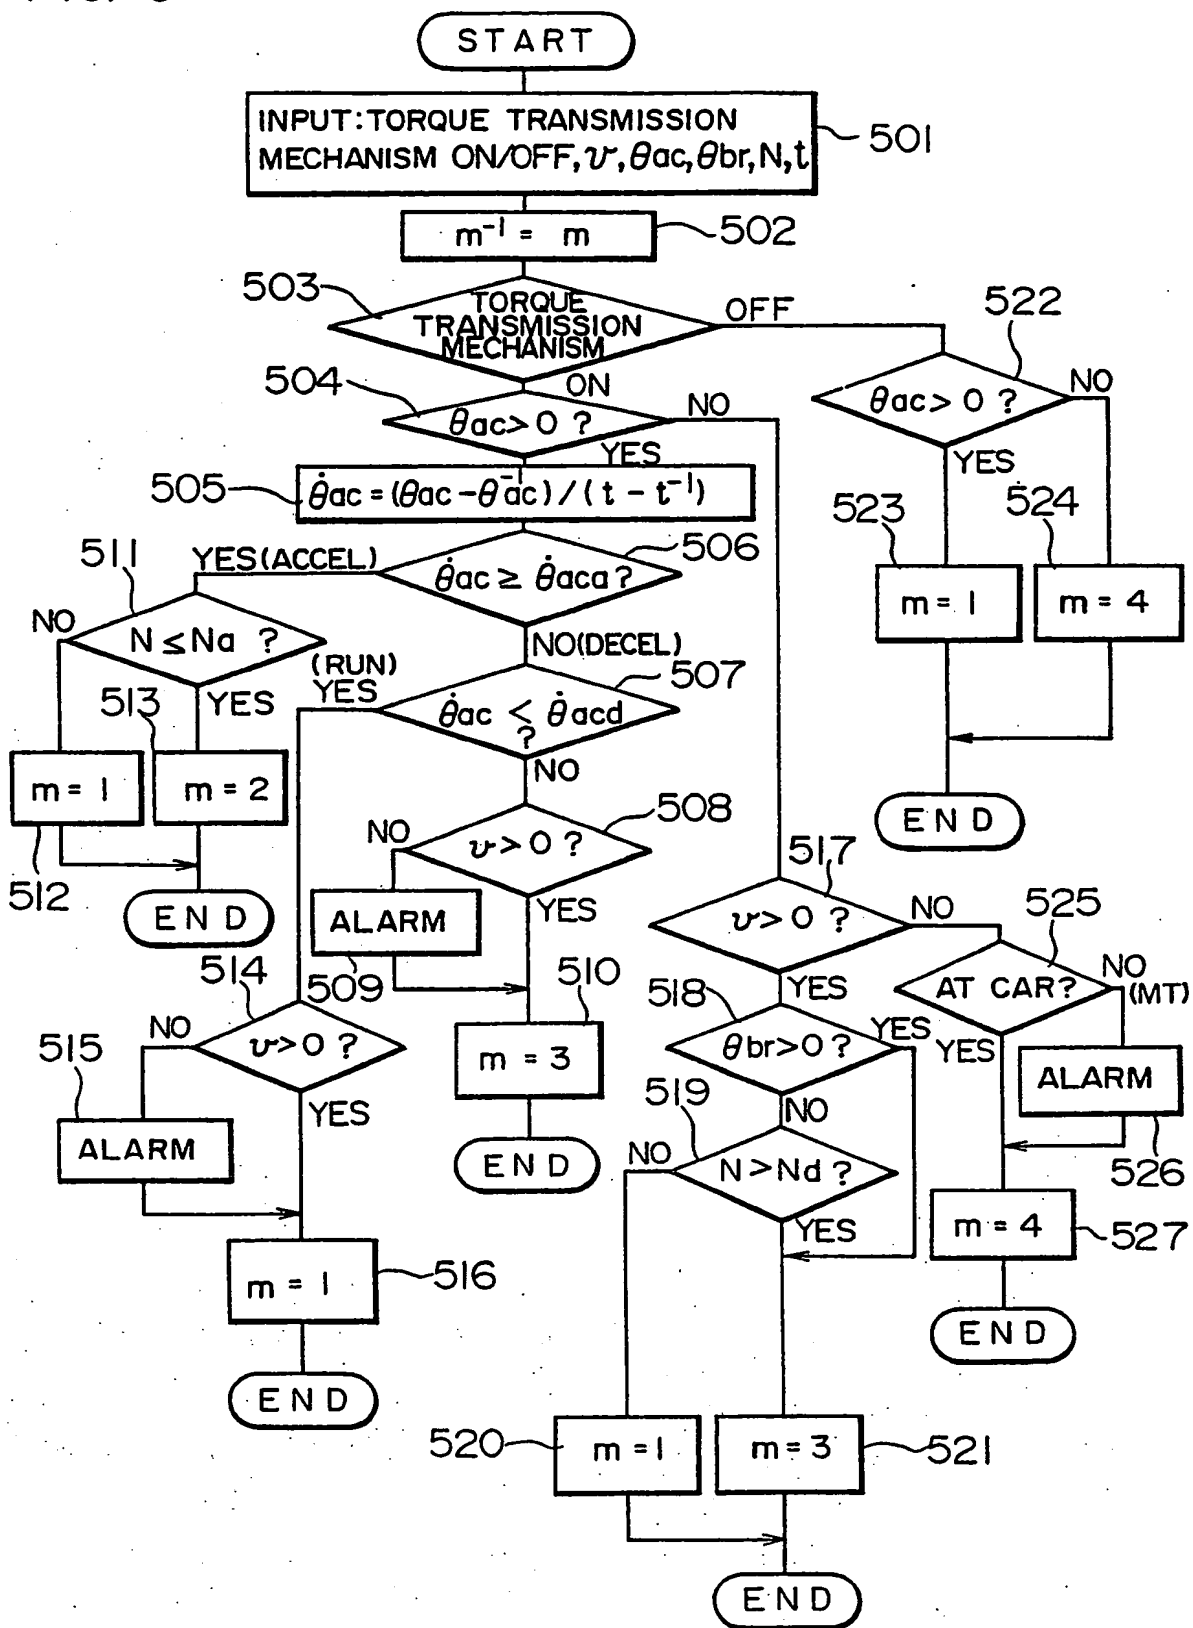 START
INPUT:TORQUE TRANSMISSION
MECHANISM ON/OFF, v, θac, θbr, N, t
501
m⁻¹ = m
502
503
TORQUE
TRANSMISSION
MECHANISM
OFF
ON
522
θac > 0 ?
NO
YES
504
θac > 0 ?
NO
YES
505
θ̇ac = (θac - θ⁻¹ac) / (t - t⁻¹)
523
524
m = 1
m = 4
END
506
YES(ACCEL)
θ̇ac ≥ θ̇aca ?
NO(DECEL)
511
NO
N ≤ Na ?
YES
(RUN)
YES
507
θ̇ac < θ̇acd
?
NO
513
m = 1
m = 2
512
END
508
NO
v > 0 ?
YES
ALARM
509
510
m = 3
END
514
NO
v > 0 ?
YES
515
ALARM
m = 1
516
END
517
v > 0 ?
NO
YES
525
AT CAR?
NO
(MT)
YES
ALARM
526
m = 4
527
END
518
θbr > 0 ?
YES
NO
519
NO
N > Nd ?
YES
520
m = 1
m = 3
521
END